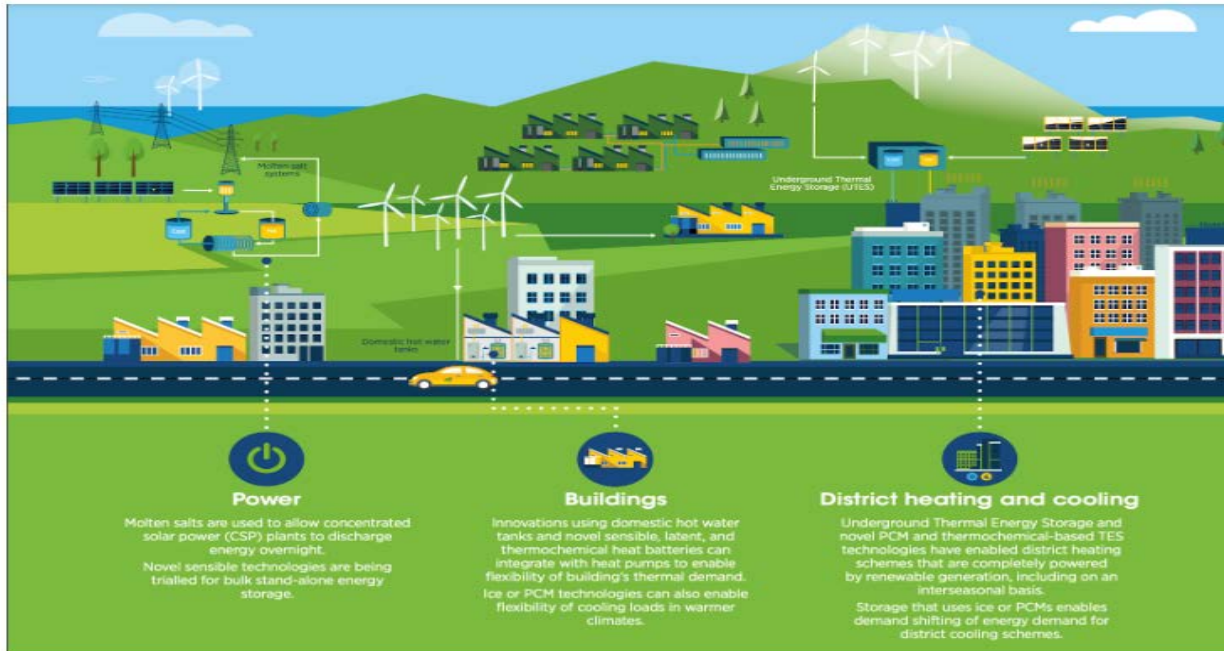 Molten-salt
systems
Underground Thermal
Energy Storage (UTES)
Domestic hot water
tanks
Power
Molten salts are used to allow concentrated
solar power (CSP) plants to discharge
energy overnight.
Novel sensible technologies are being
trialled for bulk stand-alone energy
storage.
Buildings
Innovations using domestic hot water
tanks and novel sensible, latent, and
thermochemical heat batteries can
integrate with heat pumps to enable
flexibility of building's thermal demand.
Ice or PCM technologies can also enable
flexibility of cooling loads in warmer
climates.
District heating and cooling
Underground Thermal Energy Storage and
novel PCM and thermochemical-based TES
technologies have enabled district heating
schemes that are completely powered
by renewable generation, including on an
interseasonal basis.
Storage that uses ice or PCMs enables
demand shifting of energy demand for
district cooling schemes.